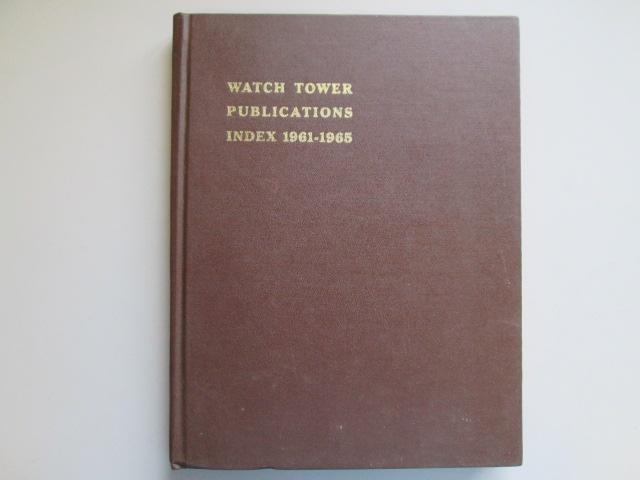 WATCH TOWER
PUBLICATIONS
INDEX 1961-1965